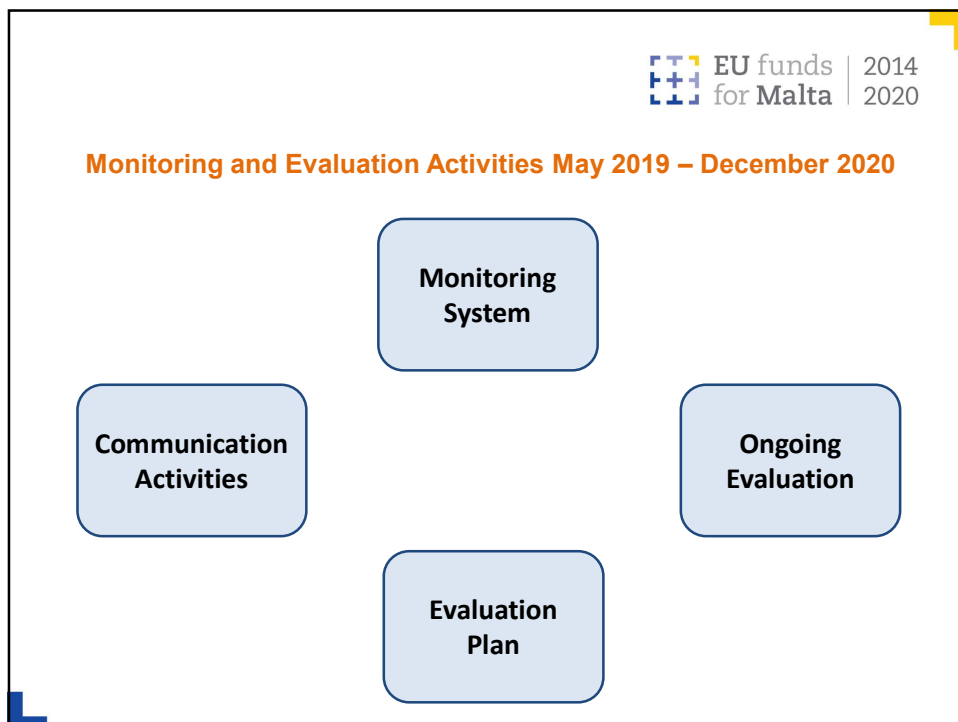 EU funds
for Malta
2014
2020
Monitoring and Evaluation Activities May 2019 – December 2020
Monitoring
System
Communication
Activities
Ongoing
Evaluation
Evaluation
Plan